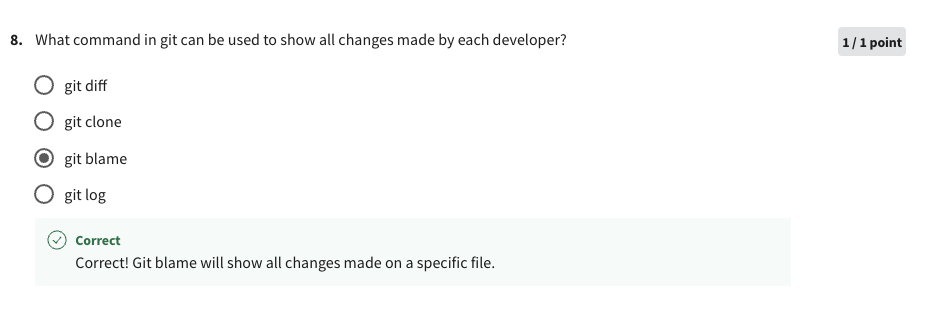 8. What command in git can be used to show all changes made by each developer?
1 / 1 point
git diff
git clone
git blame
git log
Correct
Correct! Git blame will show all changes made on a specific file.